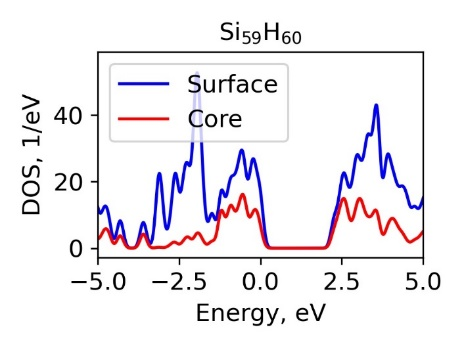 Si₅₉H₆₀
Surface
Core
DOS, 1/eV
40
20
0
−5.0 −2.5 0.0 2.5 5.0
Energy, eV